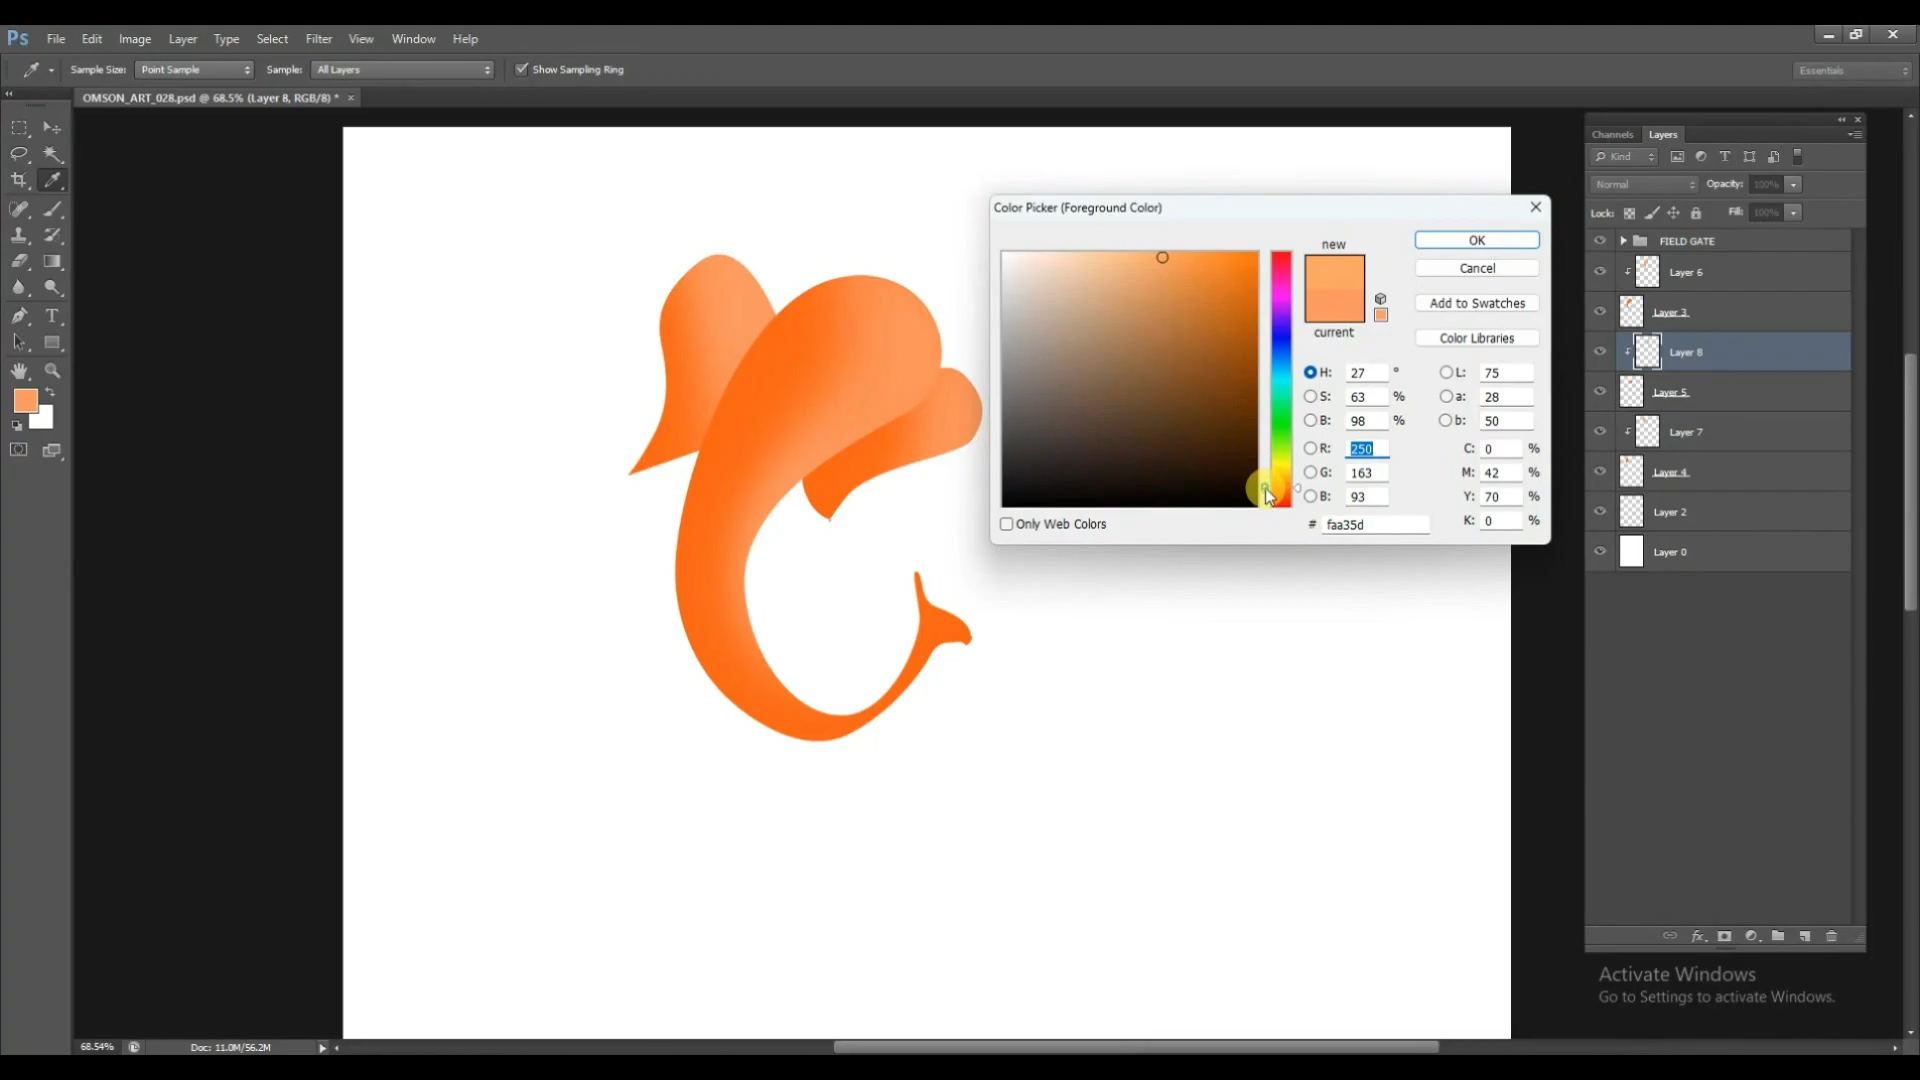 Ps File Edit Image Layer Type Select Filter View Window Help
Sample Size: Point Sample Sample: All Layers Show Sampling Ring Essentials
OMSON_ART_028.psd @ 68.5% (Layer 8, RGB/8) * ×
Channels Layers
Kind
Normal Opacity: 100%
Lock: Fill: 100%
FIELD GATE
Layer 6
Layer 3
Layer 8
Layer 5
Layer 7
Layer 4
Layer 2
Layer 0
Color Picker (Foreground Color)
new
current
OK
Cancel
Add to Swatches
Color Libraries
H: 27 ° L: 75
S: 63 % a: 28
B: 98 % b: 50
R: 250 C: 0 %
G: 163 M: 42 %
B: 93 Y: 70 %
# faa35d K: 0 %
Only Web Colors
Activate Windows
Go to Settings to activate Windows.
68.54% Doc: 11.0M/56.2M